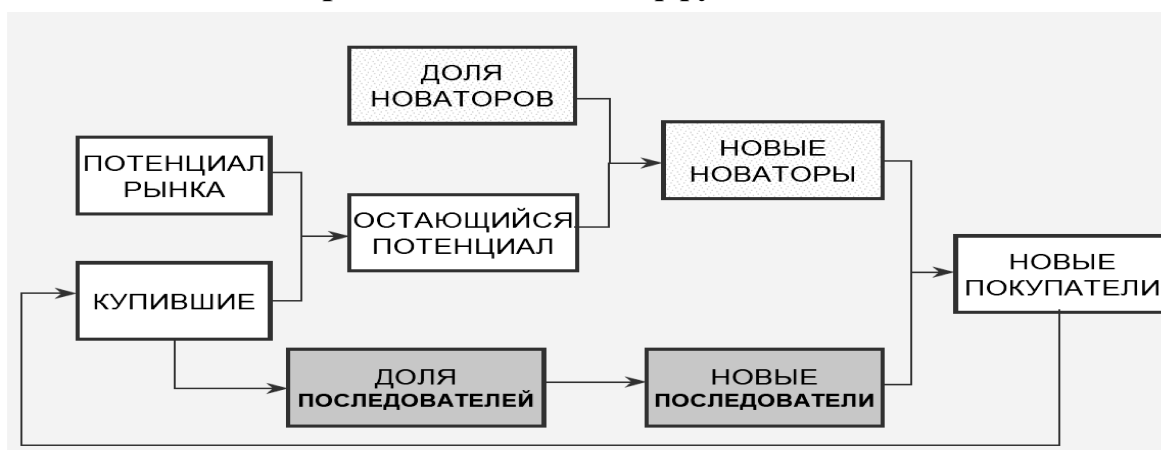 ДОЛЯ
НОВАТОРОВ
НОВЫЕ
НОВАТОРЫ
ПОТЕНЦИАЛ
РЫНКА
ОСТАЮЩИЙСЯ
ПОТЕНЦИАЛ
НОВЫЕ
ПОКУПАТЕЛИ
КУПИВШИЕ
ДОЛЯ
ПОСЛЕДОВАТЕЛЕЙ
НОВЫЕ
ПОСЛЕДОВАТЕЛИ